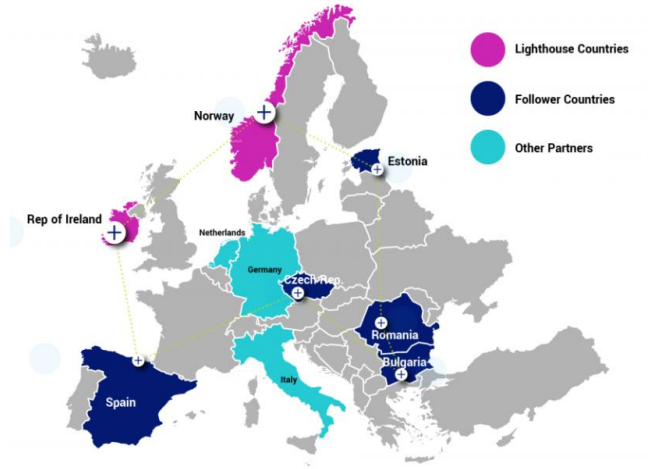 Lighthouse Countries
Norway
Follower Countries
Other Partners
Estonia
Rep of Ireland
Netherlands
Germany
Czech Rep.
Romania
Bulgaria
Italy
Spain